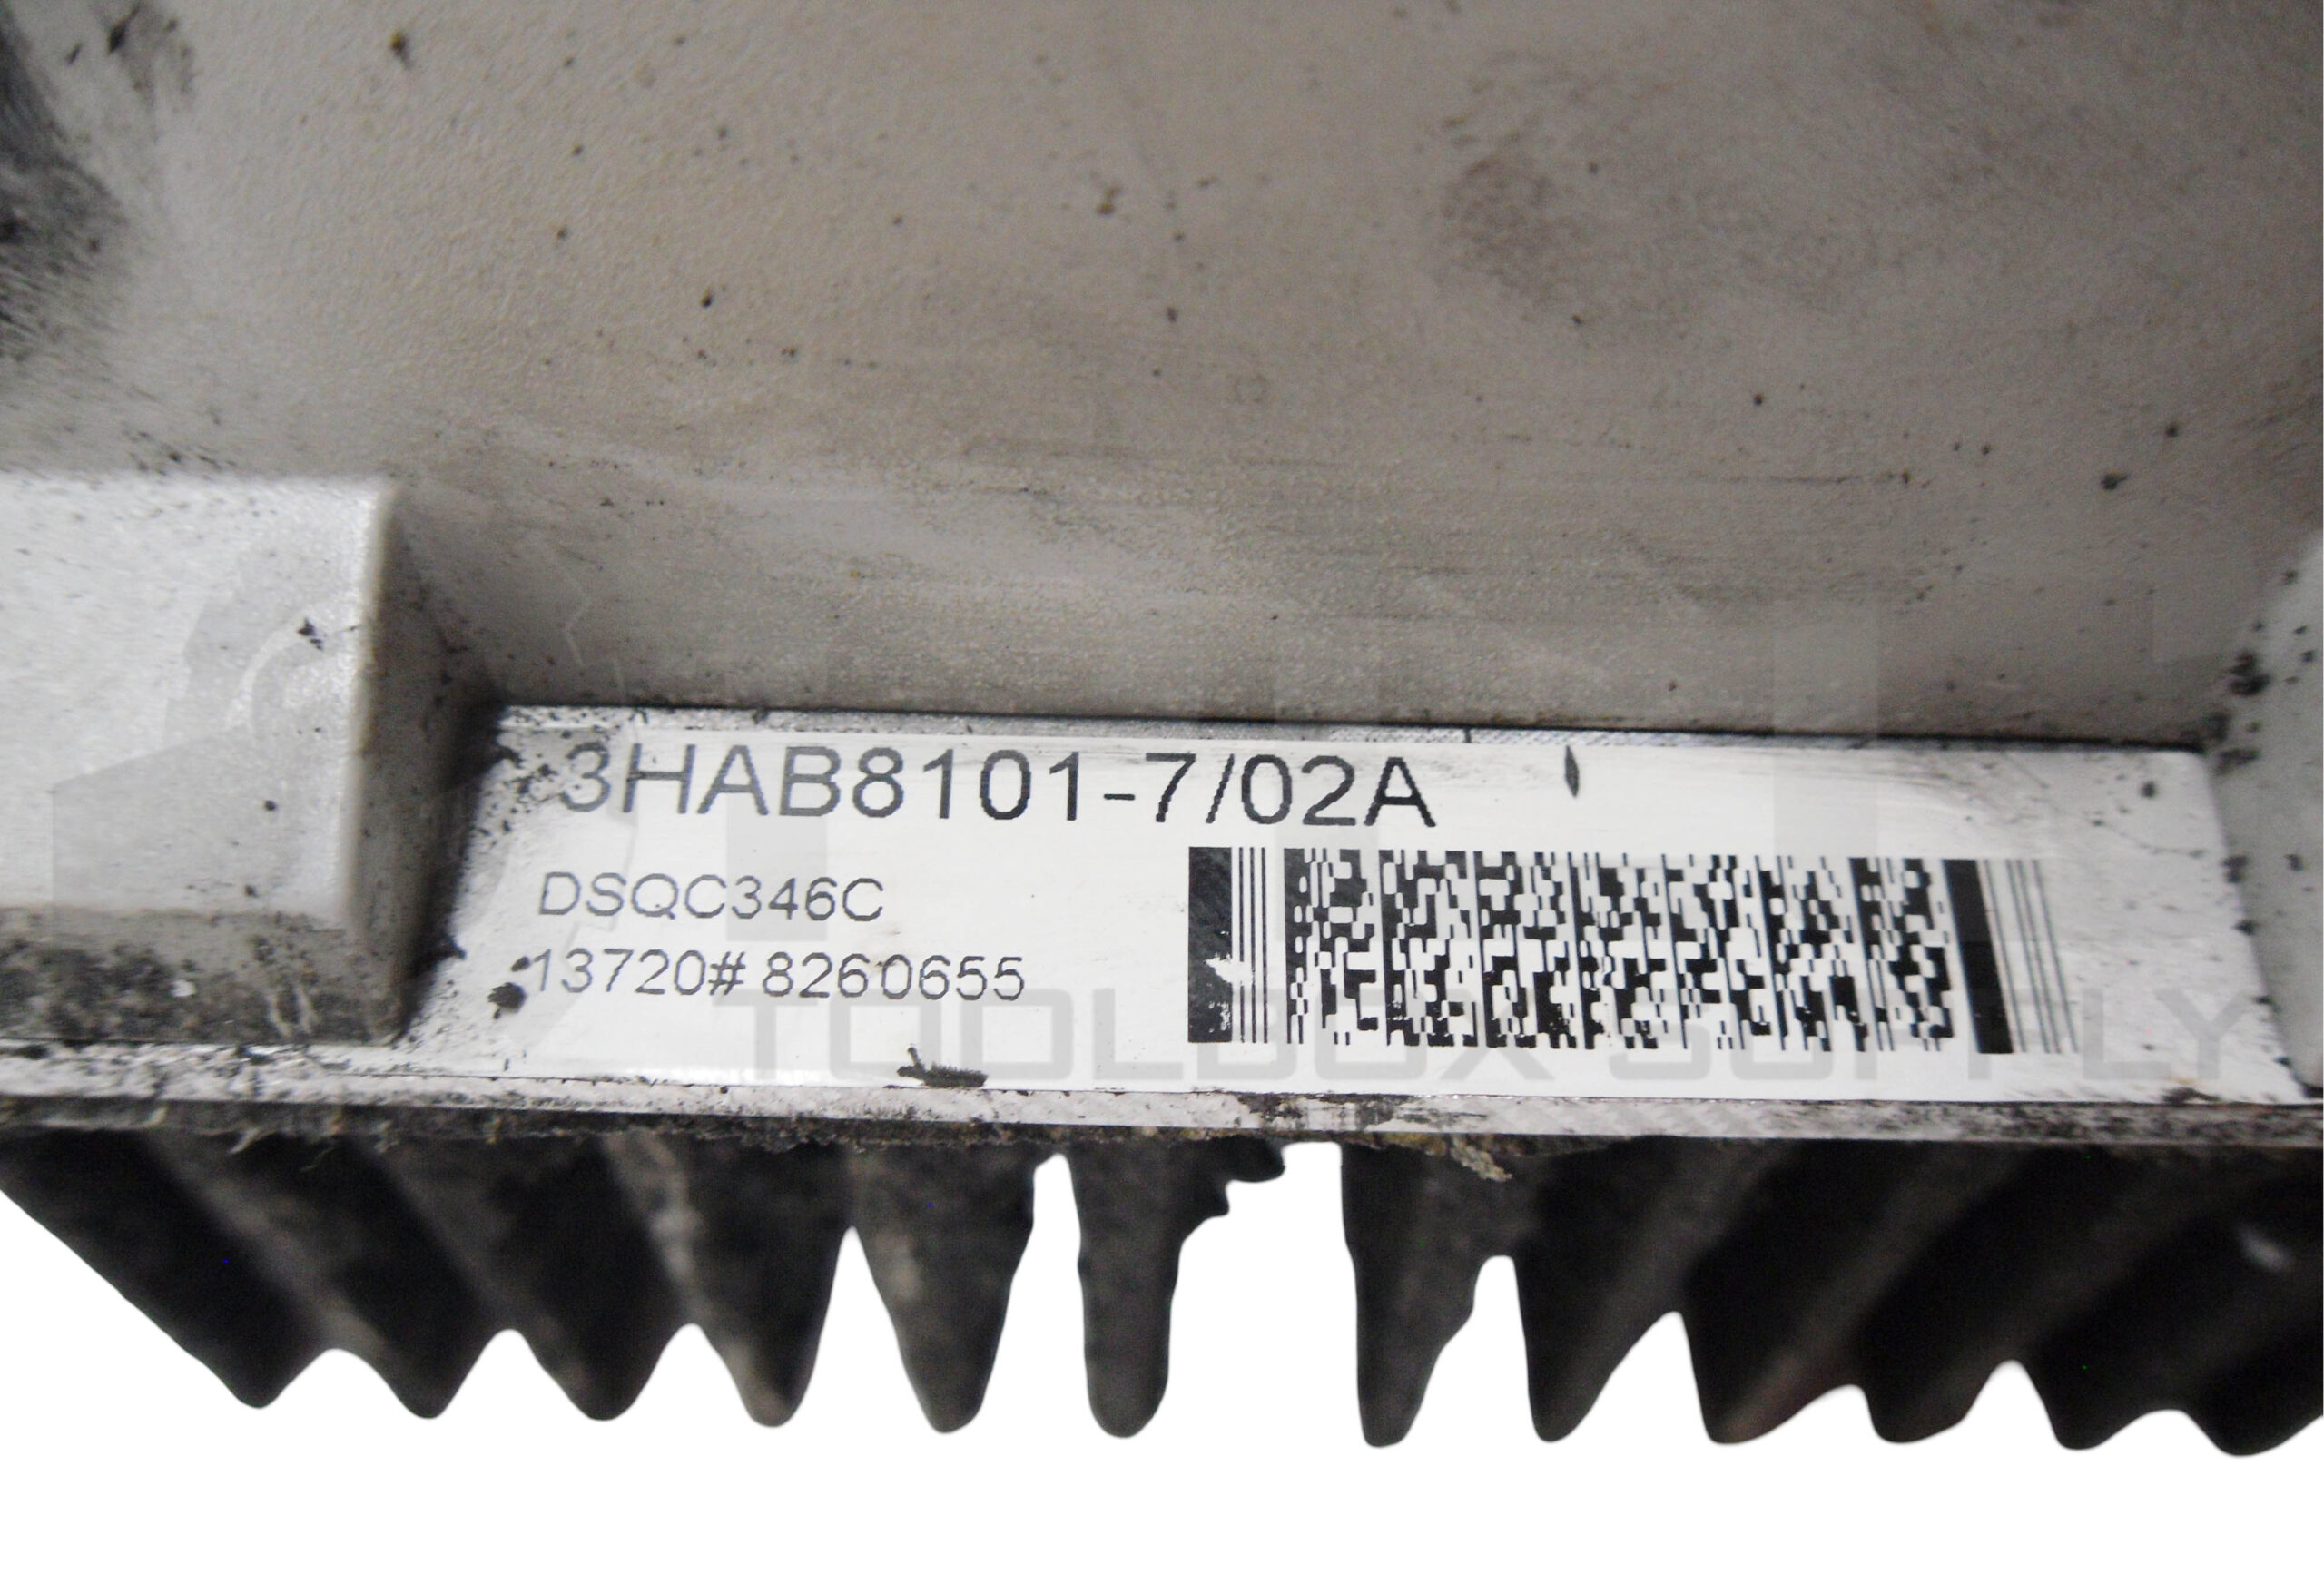 3HAB8101-7/02A
DSQC346C
13720# 8260655
TOOLBOX SUPPLY